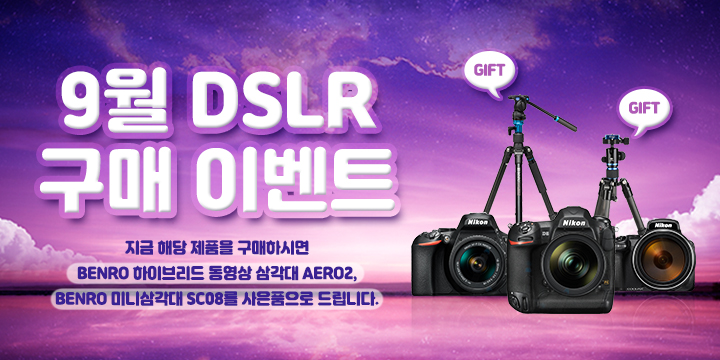 9월 DSLR
구매 이벤트
지금 해당 제품을 구매하시면
BENRO 하이브리드 동영상 삼각대 AERO2,
BENRO 미니삼각대 SC08를 사은품으로 드립니다.
GIFT
GIFT
Nikon
Nikon
Nikon